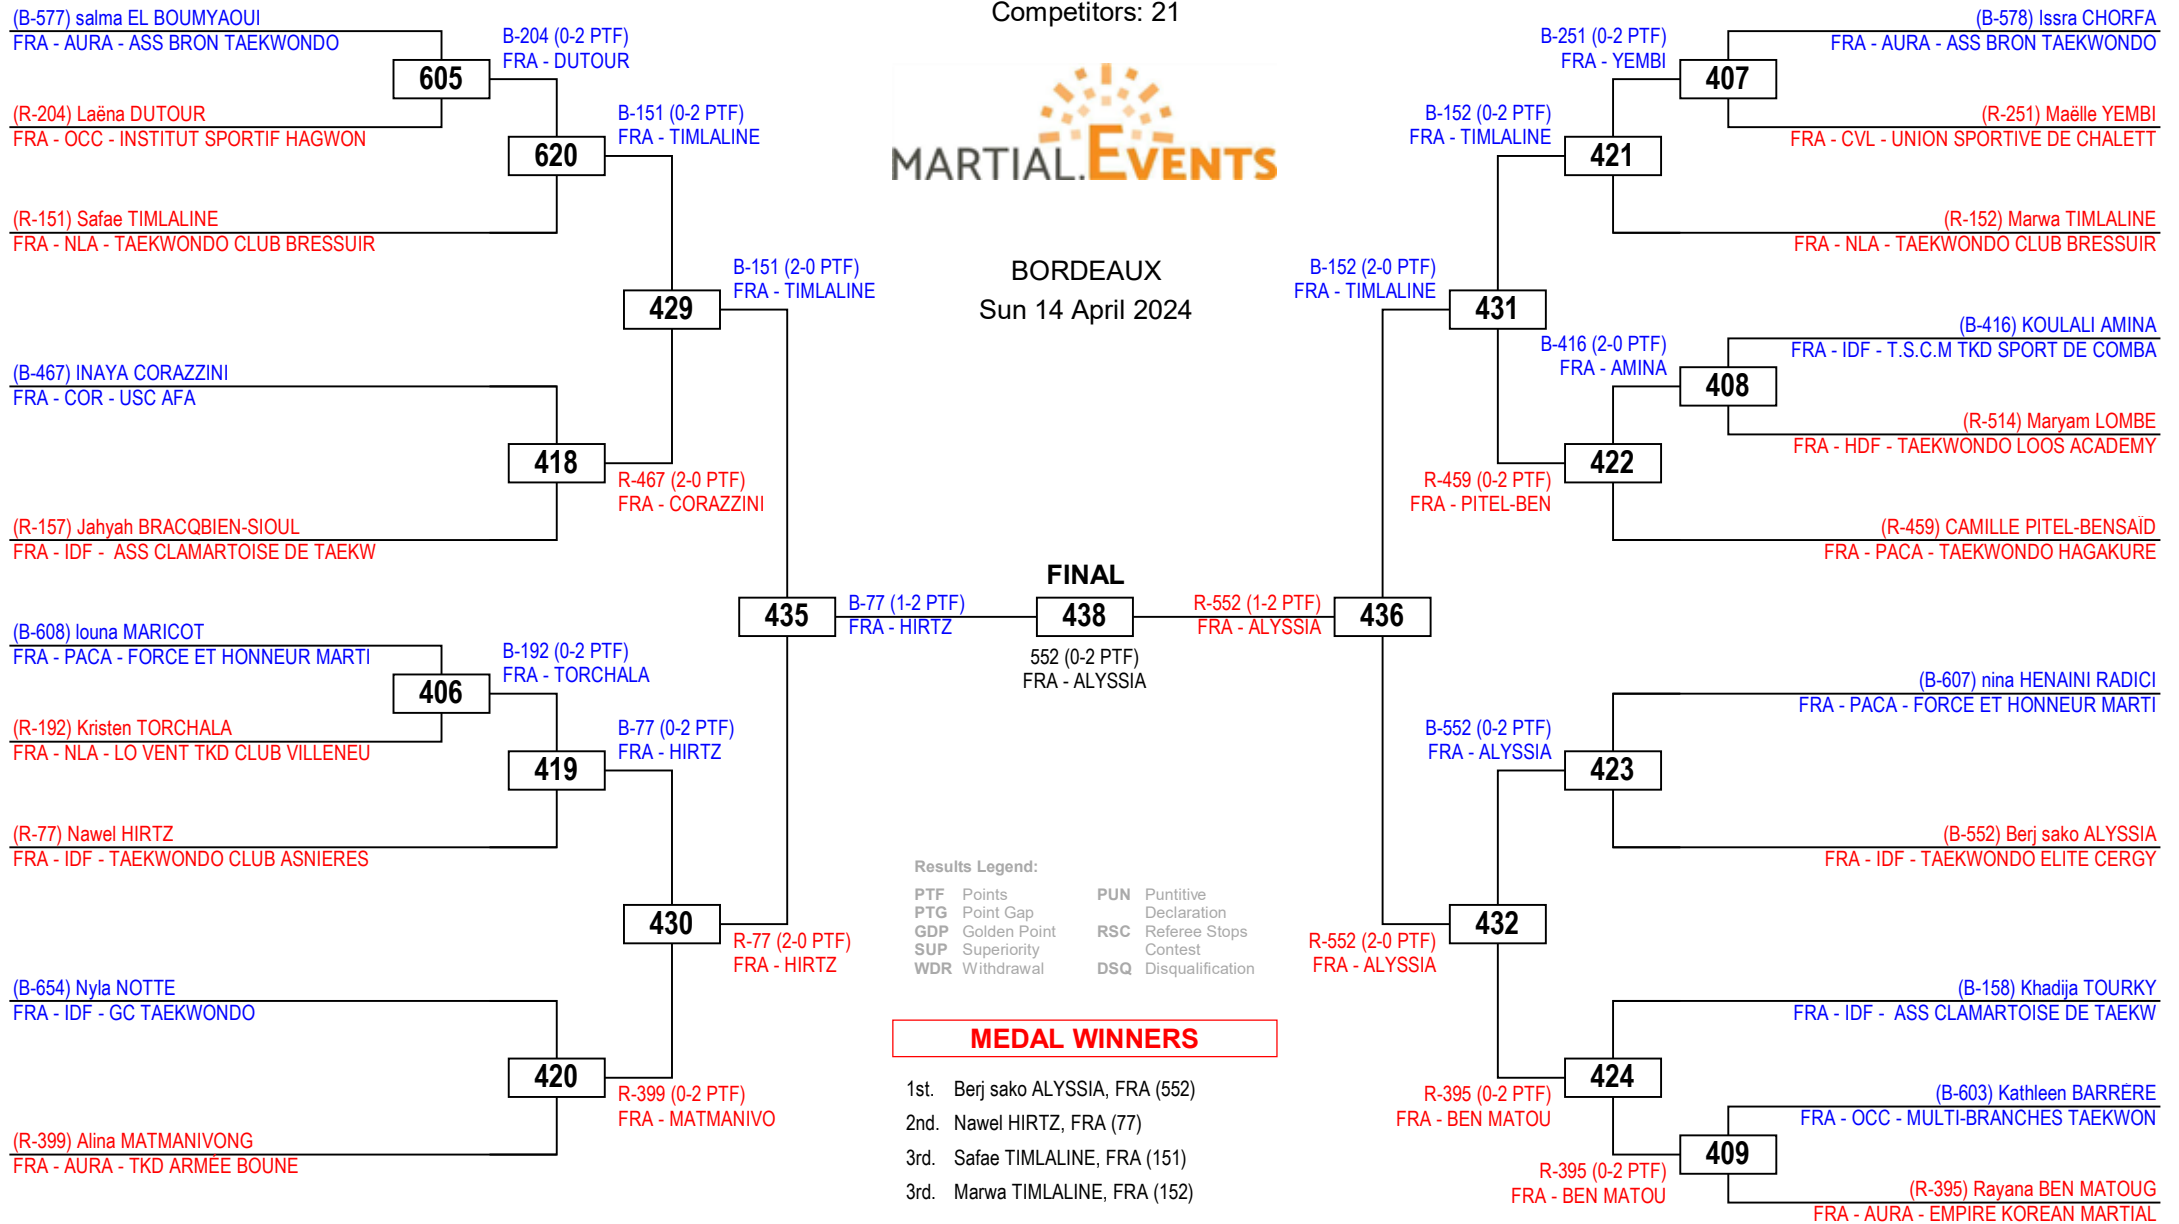 Competitors: 21
MARTIAL.EVENTS
BORDEAUX
Sun 14 April 2024
(B-577) salma EL BOUMYAOUI
FRA - AURA - ASS BRON TAEKWONDO
605
(R-204) Laëna DUTOUR
FRA - OCC - INSTITUT SPORTIF HAGWON
B-204 (0-2 PTF)
FRA - DUTOUR
620
(R-151) Safae TIMLALINE
FRA - NLA - TAEKWONDO CLUB BRESSUIR
B-151 (0-2 PTF)
FRA - TIMLALINE
429
B-151 (2-0 PTF)
FRA - TIMLALINE
(B-467) INAYA CORAZZINI
FRA - COR - USC AFA
418
R-467 (2-0 PTF)
FRA - CORAZZINI
(R-157) Jahyah BRACQBIEN-SIOUL
FRA - IDF -  ASS CLAMARTOISE DE TAEKW
435
B-77 (1-2 PTF)
FRA - HIRTZ
(B-608) louna MARICOT
FRA - PACA - FORCE ET HONNEUR MARTI
406
(R-192) Kristen TORCHALA
FRA - NLA - LO VENT TKD CLUB VILLENEU
B-192 (0-2 PTF)
FRA - TORCHALA
419
(R-77) Nawel HIRTZ
FRA - IDF - TAEKWONDO CLUB ASNIERES
B-77 (0-2 PTF)
FRA - HIRTZ
430
R-77 (2-0 PTF)
FRA - HIRTZ
(B-654) Nyla NOTTE
FRA - IDF - GC TAEKWONDO
420
R-399 (0-2 PTF)
FRA - MATMANIVO
(R-399) Alina MATMANIVONG
FRA - AURA - TKD ARMÉE BOUNE
FINAL
438
552 (0-2 PTF)
FRA - ALYSSIA
(B-578) Issra CHORFA
FRA - AURA - ASS BRON TAEKWONDO
407
(R-251) Maëlle YEMBI
FRA - CVL - UNION SPORTIVE DE CHALETT
B-251 (0-2 PTF)
FRA - YEMBI
421
(R-152) Marwa TIMLALINE
FRA - NLA - TAEKWONDO CLUB BRESSUIR
B-152 (0-2 PTF)
FRA - TIMLALINE
431
B-152 (2-0 PTF)
FRA - TIMLALINE
(B-416) KOULALI AMINA
FRA - IDF - T.S.C.M TKD SPORT DE COMBA
408
(R-514) Maryam LOMBE
FRA - HDF - TAEKWONDO LOOS ACADEMY
B-416 (2-0 PTF)
FRA - AMINA
422
R-459 (0-2 PTF)
FRA - PITEL-BEN
(R-459) CAMILLE PITEL-BENSAÏD
FRA - PACA - TAEKWONDO HAGAKURE
436
R-552 (1-2 PTF)
FRA - ALYSSIA
(B-607) nina HENAINI RADICI
FRA - PACA - FORCE ET HONNEUR MARTI
423
B-552 (0-2 PTF)
FRA - ALYSSIA
(B-552) Berj sako ALYSSIA
FRA - IDF - TAEKWONDO ELITE CERGY
432
R-552 (2-0 PTF)
FRA - ALYSSIA
(B-158) Khadija TOURKY
FRA - IDF -  ASS CLAMARTOISE DE TAEKW
424
R-395 (0-2 PTF)
FRA - BEN MATOU
(B-603) Kathleen BARRÈRE
FRA - OCC - MULTI-BRANCHES TAEKWON
409
R-395 (0-2 PTF)
FRA - BEN MATOU
(R-395) Rayana BEN MATOUG
FRA - AURA - EMPIRE KOREAN MARTIAL
Results Legend:
PTF Points
PTG Point Gap
GDP Golden Point
SUP Superiority
WDR Withdrawal
PUN Puntitive
Declaration
RSC Referee Stops
Contest
DSQ Disqualification
MEDAL WINNERS
1st. Berj sako ALYSSIA, FRA (552)
2nd. Nawel HIRTZ, FRA (77)
3rd. Safae TIMLALINE, FRA (151)
3rd. Marwa TIMLALINE, FRA (152)